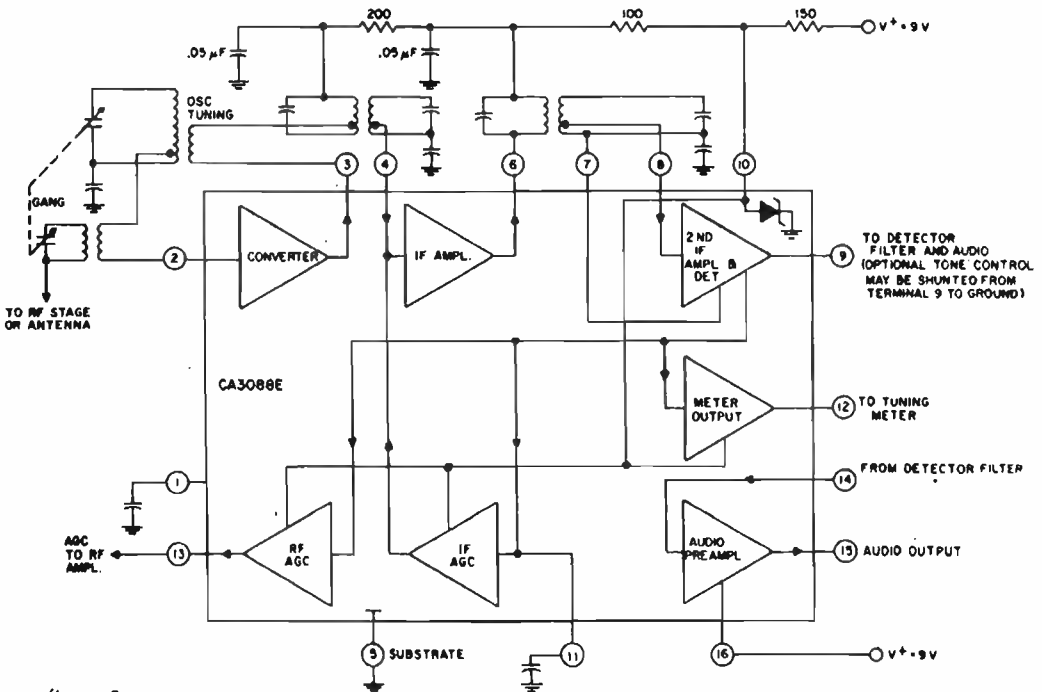 200
100
150
V+ = 9 V
.05 µF
.05 µF
OSC
TUNING
GANG
3
4
6
7
8
10
2
CONVERTER
IF AMPL.
2 ND
IF
AMPL &
DET
9
TO DETECTOR
FILTER AND AUDIO
(OPTIONAL TONE CONTROL
MAY BE SHUNTED FROM
TERMINAL 9 TO GROUND)
TO RF STAGE
OR ANTENNA
CA3088E
METER
OUTPUT
12
TO TUNING
METER
1
14
FROM DETECTOR FILTER
AGC
TO RF
AMPL.
13
RF
AGC
IF
AGC
AUDIO
PREAMPL
15
AUDIO OUTPUT
5
SUBSTRATE
11
16
V+ = 9V